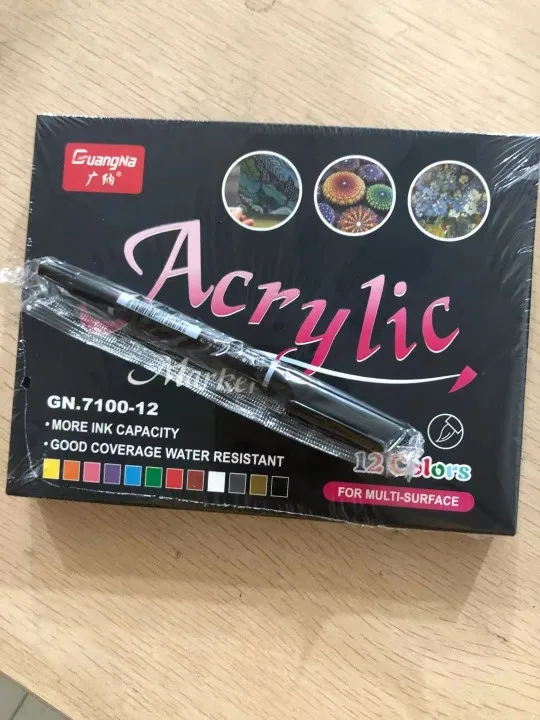 GuangNa
广纳®
Acrylic
Marker
GN.7100-12
•MORE INK CAPACITY
•GOOD COVERAGE WATER RESISTANT
12 Colors
FOR MULTI-SURFACE